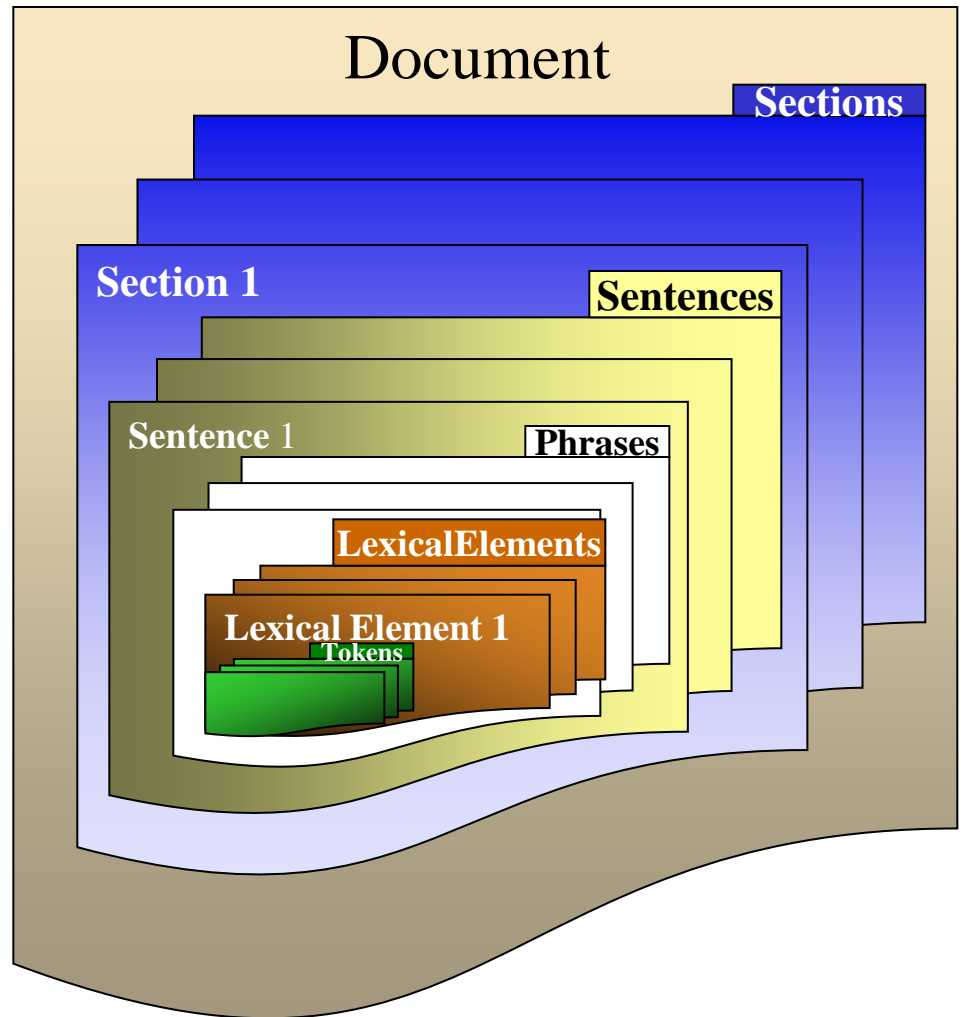 Document
Sections
Section 1
Sentences
Sentence 1
Phrases
LexicalElements
Lexical Element 1
Tokens